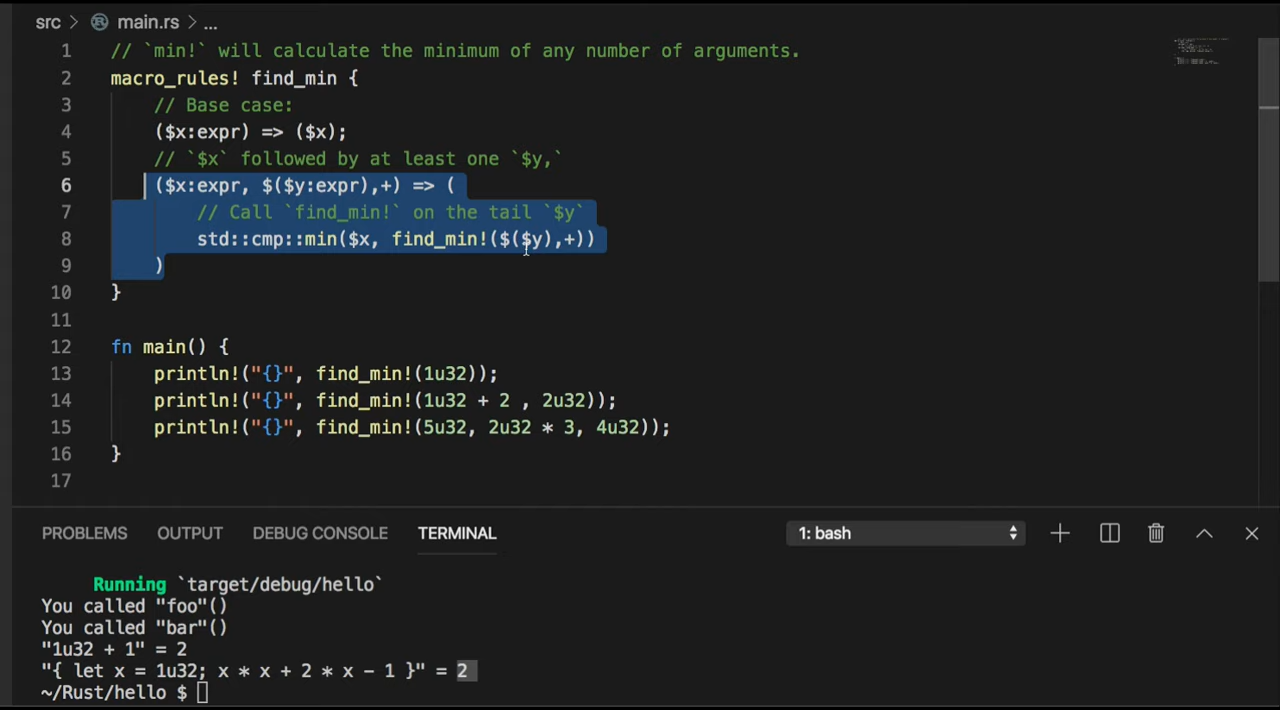 src > main.rs > ...
1 // `min!` will calculate the minimum of any number of arguments.
2 macro_rules! find_min {
3 // Base case:
4 ($x:expr) => ($x);
5 // `$x` followed by at least one `$y,`
6 ($x:expr, $($y:expr),+) => (
7 // Call `find_min!` on the tail `$y`
8 std::cmp::min($x, find_min!($($y),+))
9 )
10 }
11
12 fn main() {
13 println!("{}", find_min!(1u32));
14 println!("{}", find_min!(1u32 + 2 , 2u32));
15 println!("{}", find_min!(5u32, 2u32 * 3, 4u32));
16 }
17
PROBLEMS OUTPUT DEBUG CONSOLE TERMINAL 1: bash
Running `target/debug/hello`
You called "foo"()
You called "bar"()
"1u32 + 1" = 2
"{ let x = 1u32; x * x + 2 * x - 1 }" = 2
~/Rust/hello $